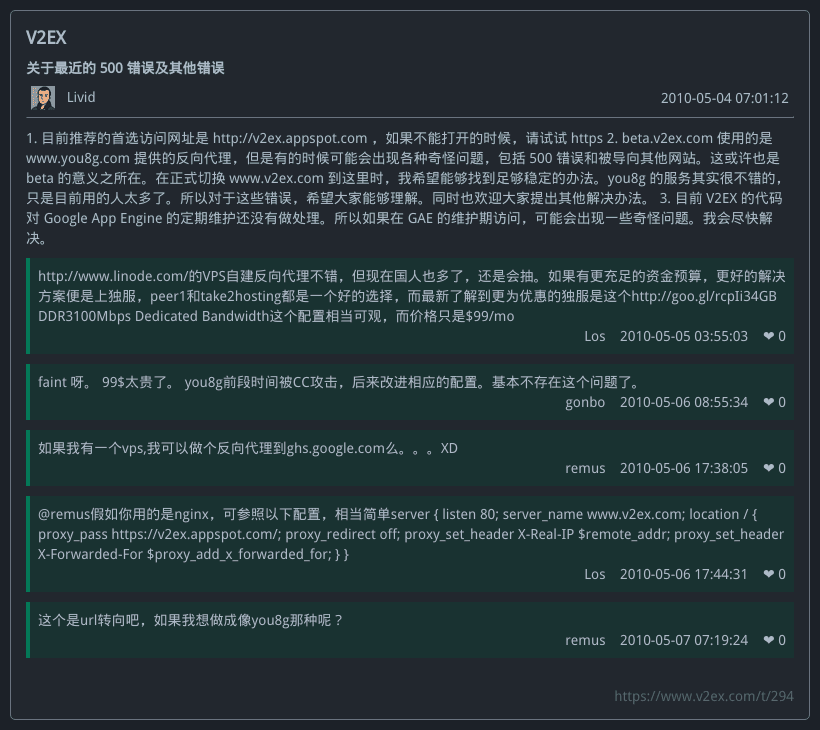 V2EX
关于最近的 500 错误及其他错误
Livid
2010-05-04 07:01:12
1. 目前推荐的首选访问网址是 http://v2ex.appspot.com ，如果不能打开的时候，请试试 https 2. beta.v2ex.com 使用的是
www.you8g.com 提供的反向代理，但是有的时候可能会出现各种奇怪问题，包括 500 错误和被导向其他网站。这或许也是
beta 的意义之所在。在正式切换 www.v2ex.com 到这里时，我希望能够找到足够稳定的办法。you8g 的服务其实很不错的，
只是目前用的人太多了。所以对于这些错误，希望大家能够理解。同时也欢迎大家提出其他解决办法。 3. 目前 V2EX 的代码
对 Google App Engine 的定期维护还没有做处理。所以如果在 GAE 的维护期访问，可能会出现一些奇怪问题。我会尽快解
决。
http://www.linode.com/的VPS自建反向代理不错，但现在国人也多了，还是会抽。如果有更充足的资金预算，更好的解决
方案便是上独服，peer1和take2hosting都是一个好的选择，而最新了解到更为优惠的独服是这个http://goo.gl/rcpIi34GB
DDR3100Mbps Dedicated Bandwidth这个配置相当可观，而价格只是$99/mo
Los 2010-05-05 03:55:03 ❤ 0
faint 呀。 99$太贵了。 you8g前段时间被CC攻击，后来改进相应的配置。基本不存在这个问题了。
gonbo 2010-05-06 08:55:34 ❤ 0
如果我有一个vps,我可以做个反向代理到ghs.google.com么。。。XD
remus 2010-05-06 17:38:05 ❤ 0
@remus假如你用的是nginx，可参照以下配置，相当简单server { listen 80; server_name www.v2ex.com; location / {
proxy_pass https://v2ex.appspot.com/; proxy_redirect off; proxy_set_header X-Real-IP $remote_addr; proxy_set_header
X-Forwarded-For $proxy_add_x_forwarded_for; } }
Los 2010-05-06 17:44:31 ❤ 0
这个是url转向吧，如果我想做成像you8g那种呢？
remus 2010-05-07 07:19:24 ❤ 0
https://www.v2ex.com/t/294